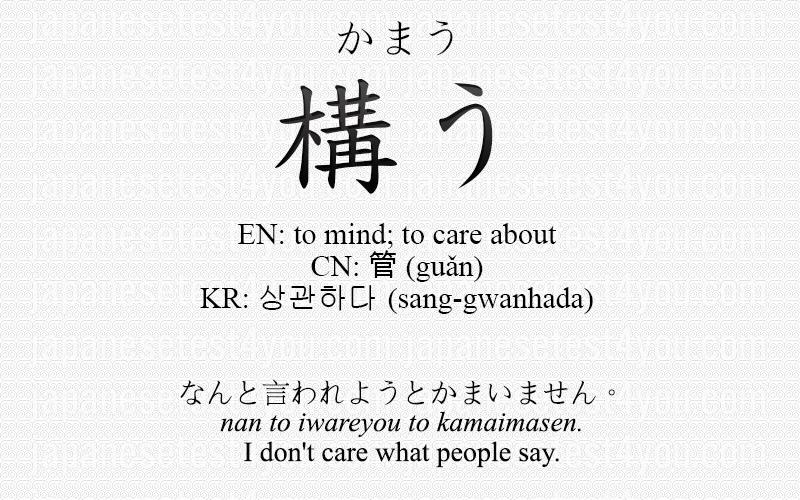 かまう
構う
EN: to mind; to care about
CN: 管 (guǎn)
KR: 상관하다 (sang-gwanhada)
なんと言われようとかまいません。
nan to iwareyou to kamaimasen.
I don't care what people say.